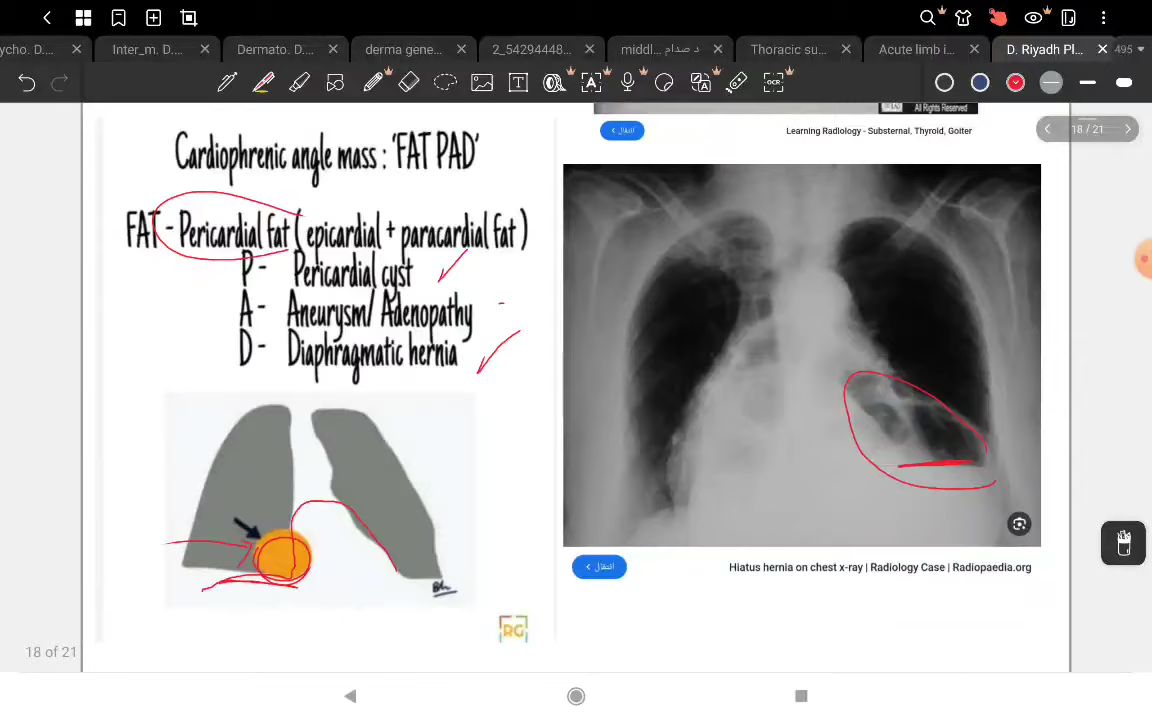 ycho. D....
Inter_m. D....
Dermato. D....
derma gene...
2_54294448...
middl... د صدام
Thoracic su...
Acute limb i...
D. Riyadh Pl...
495
OCR
18 / 21
All Rights Reserved
انتقال
Learning Radiology - Substernal, Thyroid, Goiter
Cardiophrenic angle mass : 'FAT PAD'
FAT - Pericardial fat ( epicardial + paracardial fat )
P - Pericardial cyst
A - Aneurysm/ Adenopathy
D - Diaphragmatic hernia
RG
انتقال
Hiatus hernia on chest x-ray | Radiology Case | Radiopaedia.org
18 of 21